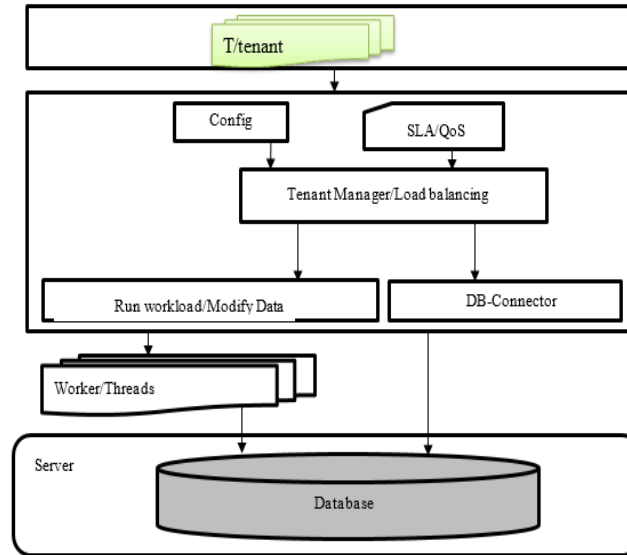 T/tenant
Config
SLA/QoS
Tenant Manager/Load balancing
Run workload/Modify Data
DB-Connector
Worker/Threads
Server
Database